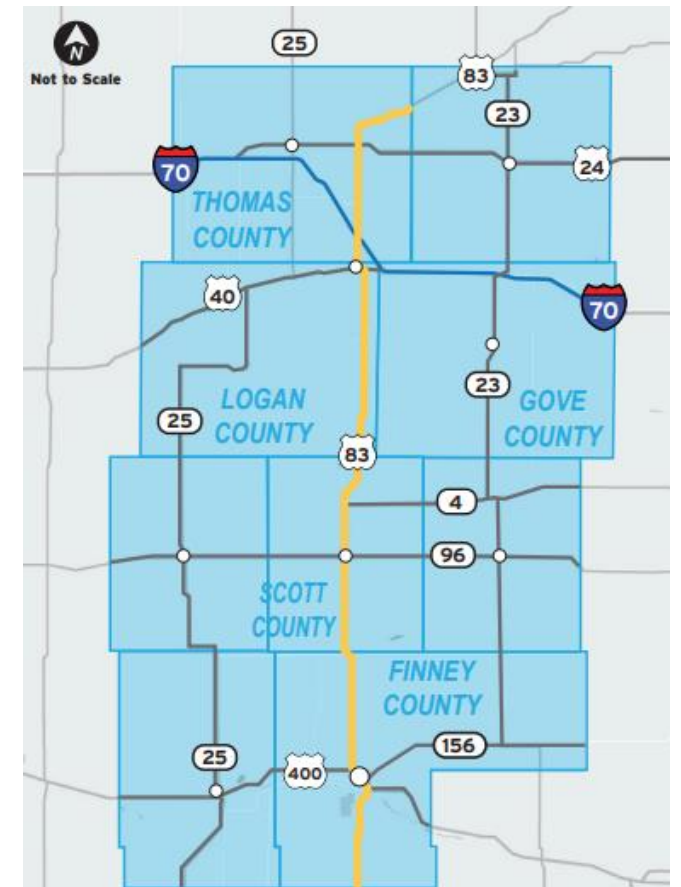 N
Not to Scale
25
83
23
24
70
THOMAS
COUNTY
40
70
LOGAN
COUNTY
23
GOVE
COUNTY
25
83
4
96
SCOTT
COUNTY
FINNEY
COUNTY
156
25
400